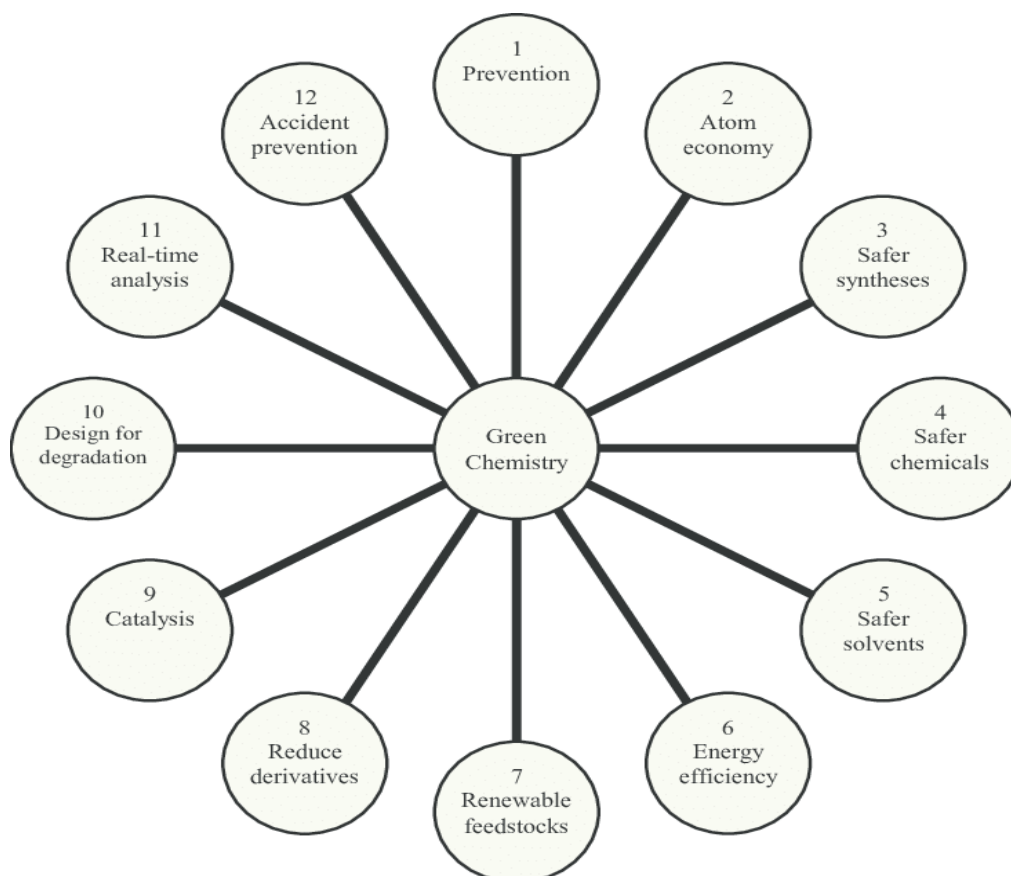 1
Prevention
2
Atom
economy
3
Safer
syntheses
4
Safer
chemicals
5
Safer
solvents
6
Energy
efficiency
7
Renewable
feedstocks
8
Reduce
derivatives
9
Catalysis
10
Design for
degradation
11
Real-time
analysis
12
Accident
prevention
Green
Chemistry